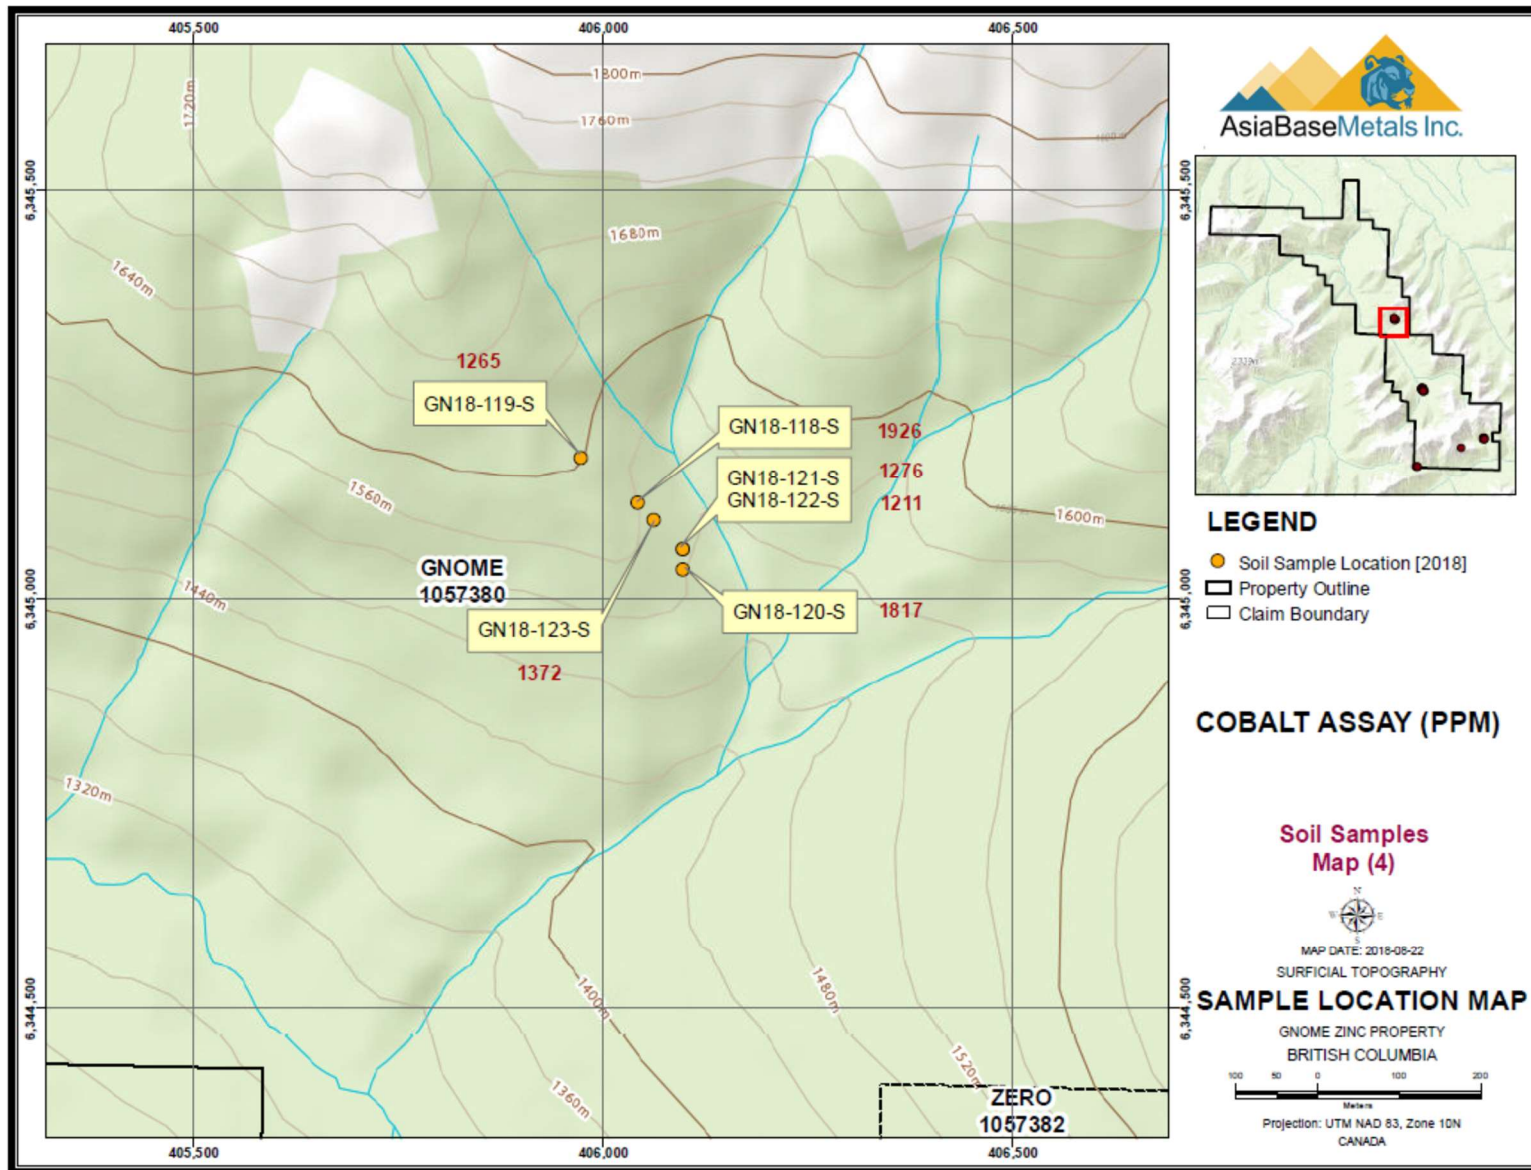 405,500
406,000
406,500
6,345,500
6,345,500
1720m
1800m
1760m
1680m
1640m
1265
GN18-119-S
GN18-118-S
1926
GN18-121-S
1276
GN18-122-S
1211
1560m
1600m
GNOME
1057380
1440m
6,345,000
6,345,000
GN18-123-S
GN18-120-S
1817
1372
1320m
1400m
1480m
6,344,500
6,344,500
1520m
1360m
ZERO
1057382
405,500
406,000
406,500
AsiaBaseMetals Inc.
LEGEND
Soil Sample Location [2018]
Property Outline
Claim Boundary
COBALT ASSAY (PPM)
Soil Samples
Map (4)
N
W E
S
MAP DATE: 2018-08-22
SURFICIAL TOPOGRAPHY
SAMPLE LOCATION MAP
GNOME ZINC PROPERTY
BRITISH COLUMBIA
100 50 0 100 200
Meters
Projection: UTM NAD 83, Zone 10N
CANADA